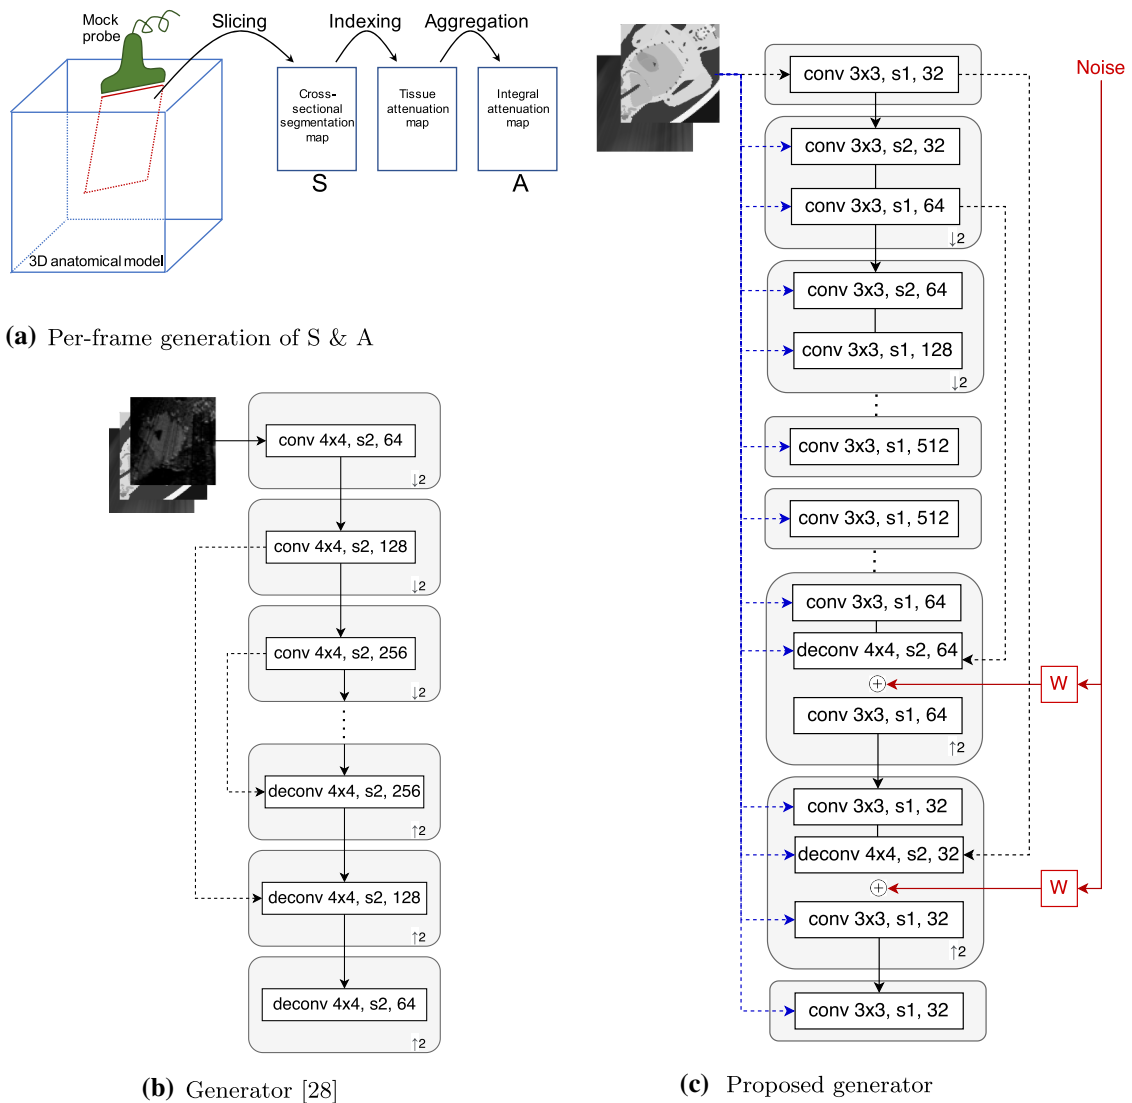 Mock
probe
Slicing
Indexing
Aggregation
Cross-
sectional
segmentation
map
Tissue
attenuation
map
Integral
attenuation
map
S
A
3D anatomical model
(a) Per-frame generation of S & A
conv 4x4, s2, 64
↓2
conv 4x4, s2, 128
↓2
conv 4x4, s2, 256
↓2
deconv 4x4, s2, 256
↑2
deconv 4x4, s2, 128
↑2
deconv 4x4, s2, 64
↑2
(b) Generator [28]
Noise
conv 3x3, s1, 32
conv 3x3, s2, 32
conv 3x3, s1, 64
↓2
conv 3x3, s2, 64
conv 3x3, s1, 128
↓2
conv 3x3, s1, 512
conv 3x3, s1, 512
conv 3x3, s1, 64
deconv 4x4, s2, 64
W
conv 3x3, s1, 64
↑2
conv 3x3, s1, 32
deconv 4x4, s2, 32
W
conv 3x3, s1, 32
↑2
conv 3x3, s1, 32
(c) Proposed generator